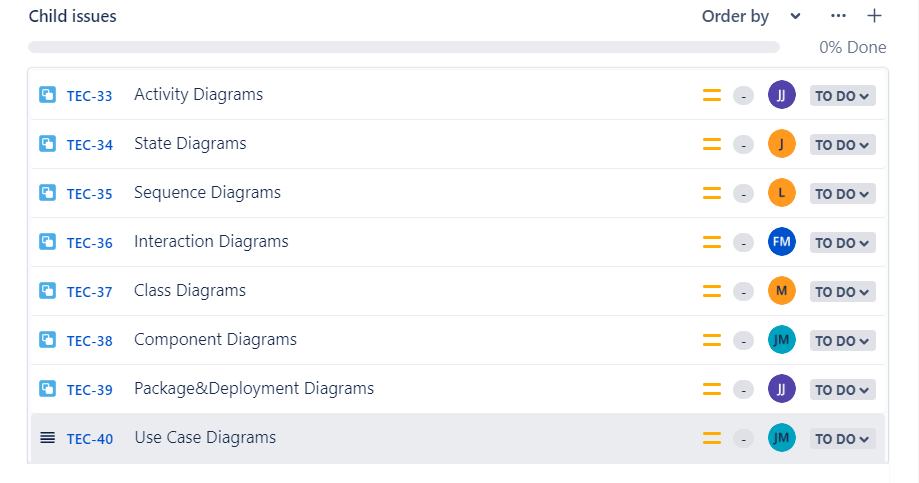 Child issues Order by ...
0% Done
TEC-33 Activity Diagrams - JJ TO DO
TEC-34 State Diagrams - J TO DO
TEC-35 Sequence Diagrams - L TO DO
TEC-36 Interaction Diagrams - FM TO DO
TEC-37 Class Diagrams - M TO DO
TEC-38 Component Diagrams - JM TO DO
TEC-39 Package&Deployment Diagrams - JJ TO DO
TEC-40 Use Case Diagrams - JM TO DO